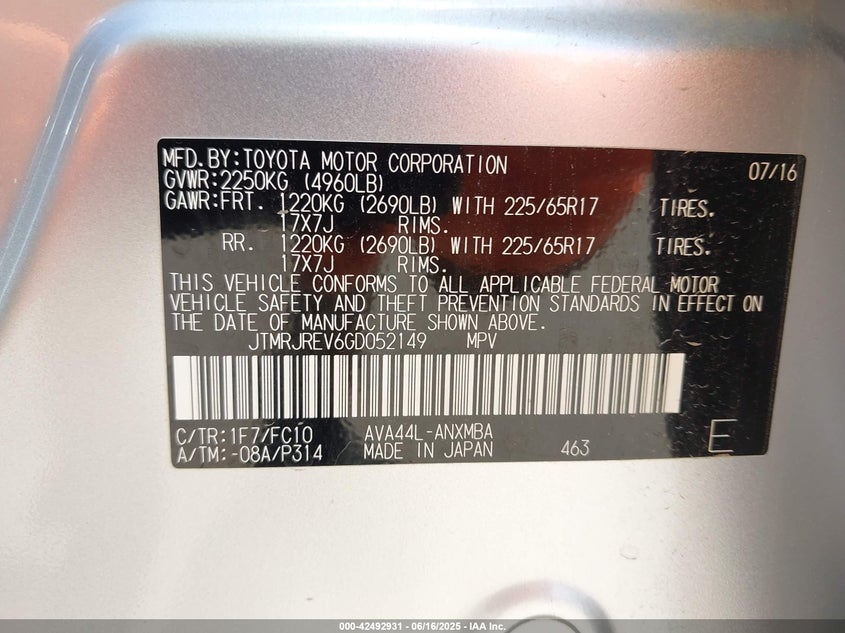 MFD.BY:TOYOTA MOTOR CORPORATION 07/16
GVWR:2250KG (4960LB)
GAWR:FRT. 1220KG (2690LB) WITH 225/65R17 TIRES.
17X7J RIMS.
RR. 1220KG (2690LB) WITH 225/65R17 TIRES.
17X7J RIMS.
THIS VEHICLE CONFORMS TO ALL APPLICABLE FEDERAL MOTOR
VEHICLE SAFETY AND THEFT PREVENTION STANDARDS IN EFFECT ON
THE DATE OF MANUFACTURE SHOWN ABOVE.
JTMRJREV6GD052149 MPV
C/TR:1F7/FC10 AVA44L-ANXMBA
A/TM:-08A/P314 MADE IN JAPAN 463 E
000-42492931 - 06/16/2025 - IAA Inc.